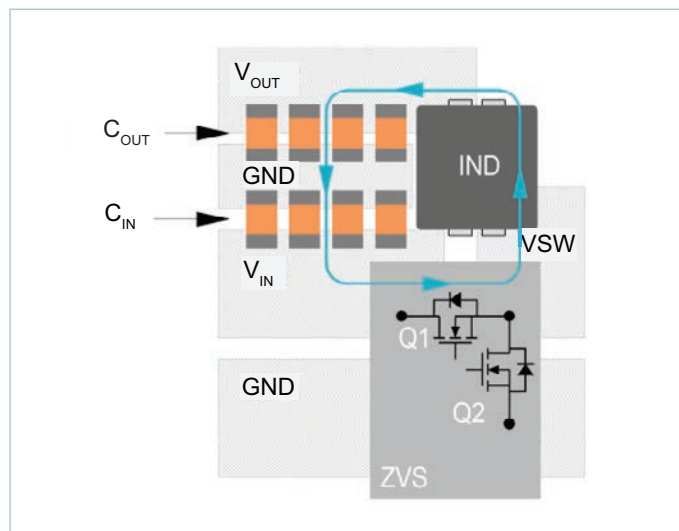 V_OUT
C_OUT
IND
GND
C_IN
VSW
V_IN
Q1
GND
Q2
ZVS